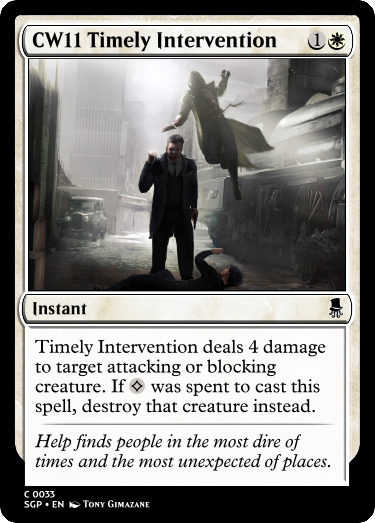 CW11 Timely Intervention 1
Instant
Timely Intervention deals 4 damage
to target attacking or blocking
creature. If was spent to cast this
spell, destroy that creature instead.
Help finds people in the most dire of
times and the most unexpected of places.
C 0033
SGP • EN Tony Gimazane